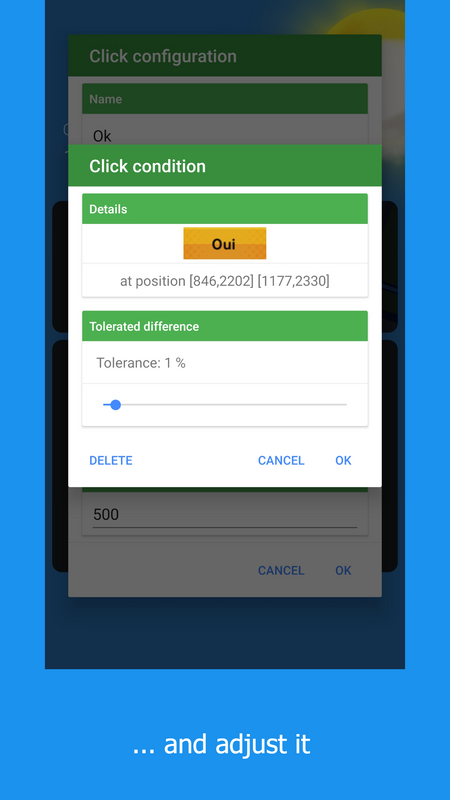 Click configuration
Name
Ok
Click condition
Details
Oui
at position [846,2202] [1177,2330]
Tolerated difference
Tolerance: 1 %
DELETE
CANCEL
OK
500
CANCEL
OK
... and adjust it